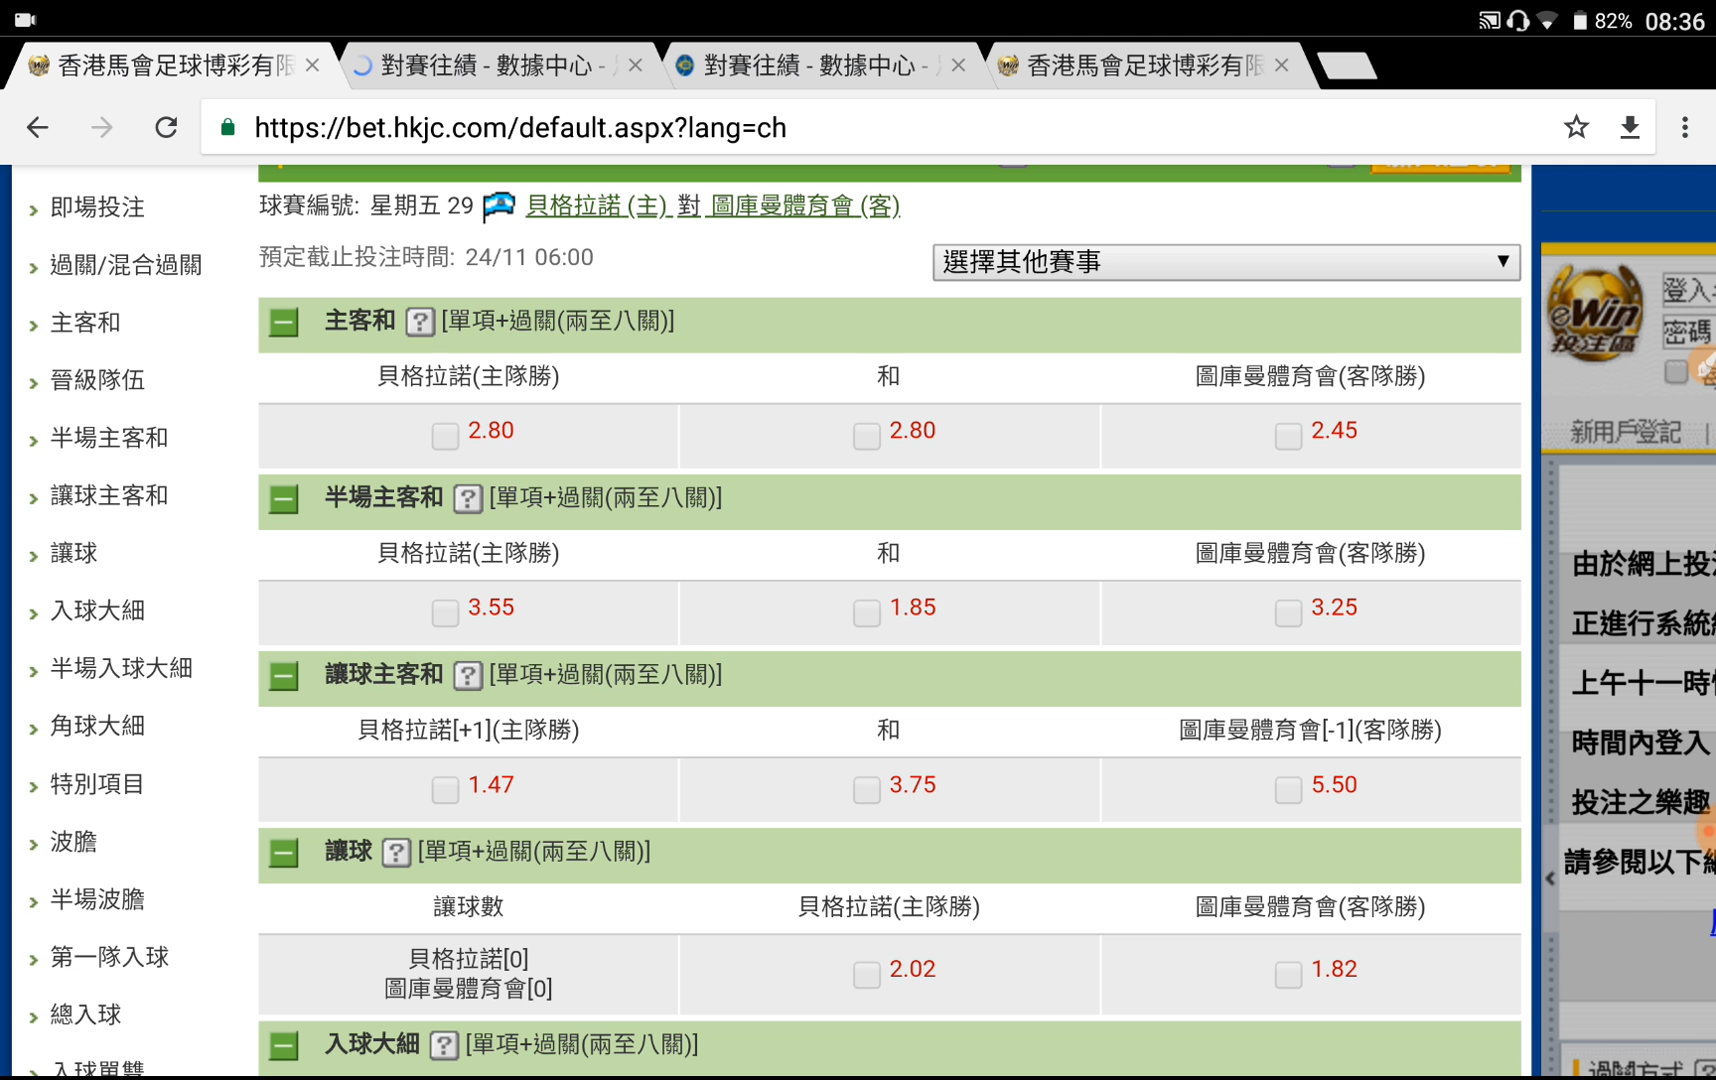 82% 08:36
香港馬會足球博彩有限
對賽往績 - 數據中心 -
對賽往績 - 數據中心 -
香港馬會足球博彩有限
https://bet.hkjc.com/default.aspx?lang=ch
即場投注
過關/混合過關
主客和
晉級隊伍
半場主客和
讓球主客和
讓球
入球大細
半場入球大細
角球大細
特別項目
波膽
半場波膽
第一隊入球
總入球
入球單雙
球賽編號: 星期五 29 貝格拉諾 (主) 對 圖庫曼體育會 (客)
預定截止投注時間: 24/11 06:00
選擇其他賽事
主客和 ? [單項+過關(兩至八關)]
貝格拉諾(主隊勝) 和 圖庫曼體育會(客隊勝)
2.80 2.80 2.45
半場主客和 ? [單項+過關(兩至八關)]
貝格拉諾(主隊勝) 和 圖庫曼體育會(客隊勝)
3.55 1.85 3.25
讓球主客和 ? [單項+過關(兩至八關)]
貝格拉諾[+1](主隊勝) 和 圖庫曼體育會[-1](客隊勝)
1.47 3.75 5.50
讓球 ? [單項+過關(兩至八關)]
讓球數 貝格拉諾(主隊勝) 圖庫曼體育會(客隊勝)
貝格拉諾[0]
圖庫曼體育會[0]
2.02 1.82
入球大細 ? [單項+過關(兩至八關)]
eWin
投注區
登入
密碼
新用戶登記 |
由於網上投
正進行系統
上午十一時
時間內登入
投注之樂趣
請參閱以下
過關方式 ?